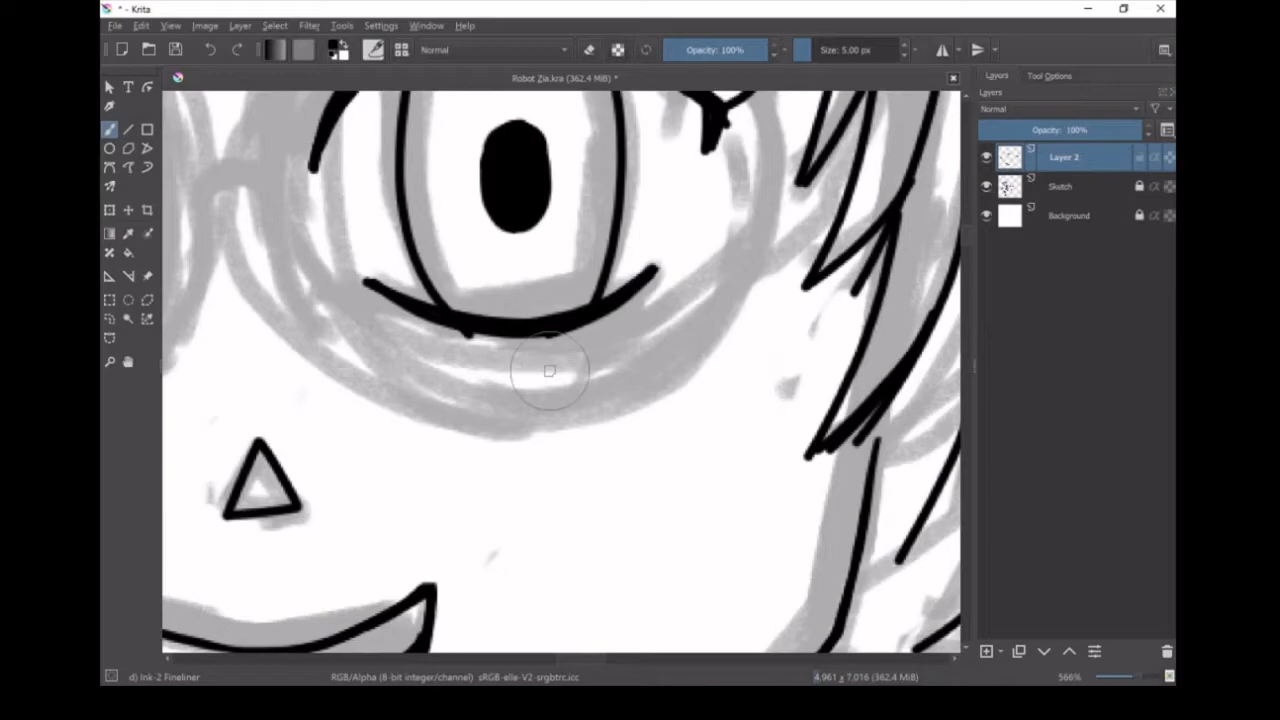 * - Krita
File Edit View Image Layer Select Filter Tools Settings Window Help
Normal Opacity: 100% Size: 5.00 px
Robot Zia.kra (362.4 MiB) *
Layers Tool Options
Layers
Normal
Opacity: 100%
Layer 2
Sketch
Background
d) Ink-2 Fineliner RGB/Alpha (8-bit integer/channel) sRGB-elle-V2-srgbtrc.icc 4,961 x 7,016 (362.4 MiB) 566%